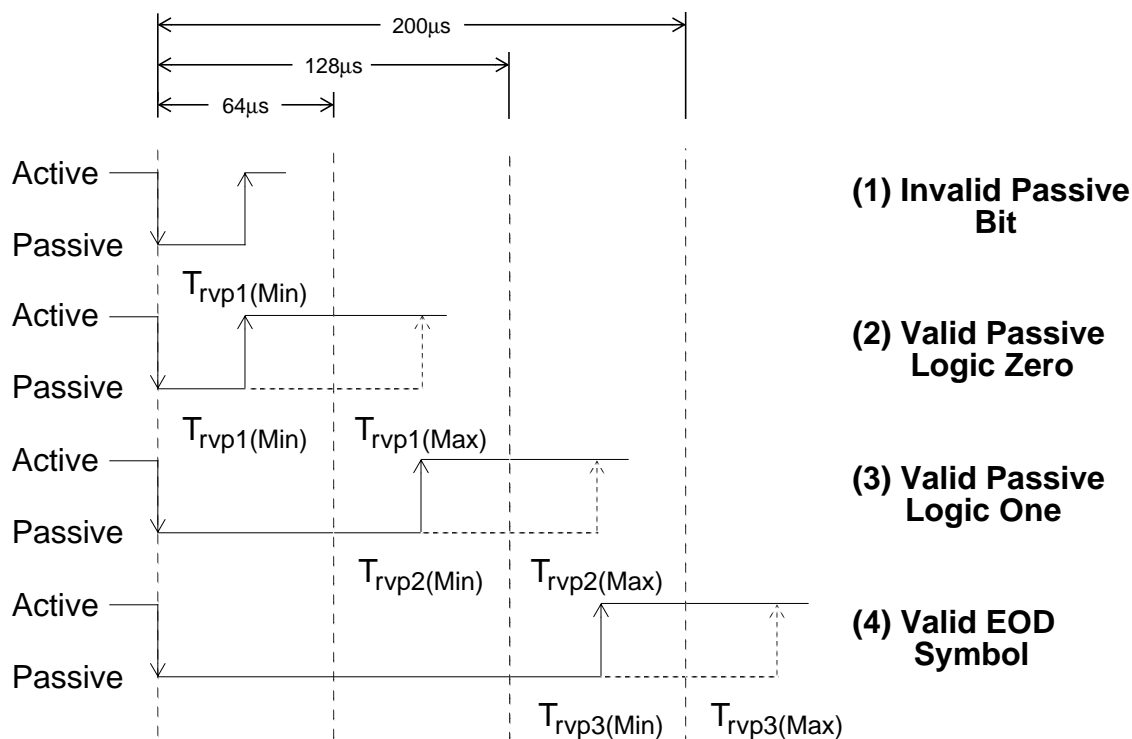 200µs
128µs
64µs
Active
Passive
(1) Invalid Passive
Bit
Trvp1(Min)
Active
Passive
(2) Valid Passive
Logic Zero
Trvp1(Min) Trvp1(Max)
Active
Passive
(3) Valid Passive
Logic One
Trvp2(Min) Trvp2(Max)
Active
Passive
(4) Valid EOD
Symbol
Trvp3(Min) Trvp3(Max)